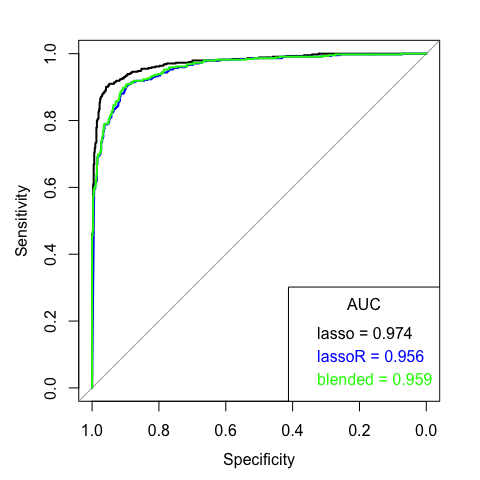 1.0
0.8
0.6
0.4
0.2
0.0
Sensitivity
AUC
lasso = 0.974
lassoR = 0.956
blended = 0.959
1.0 0.8 0.6 0.4 0.2 0.0
Specificity